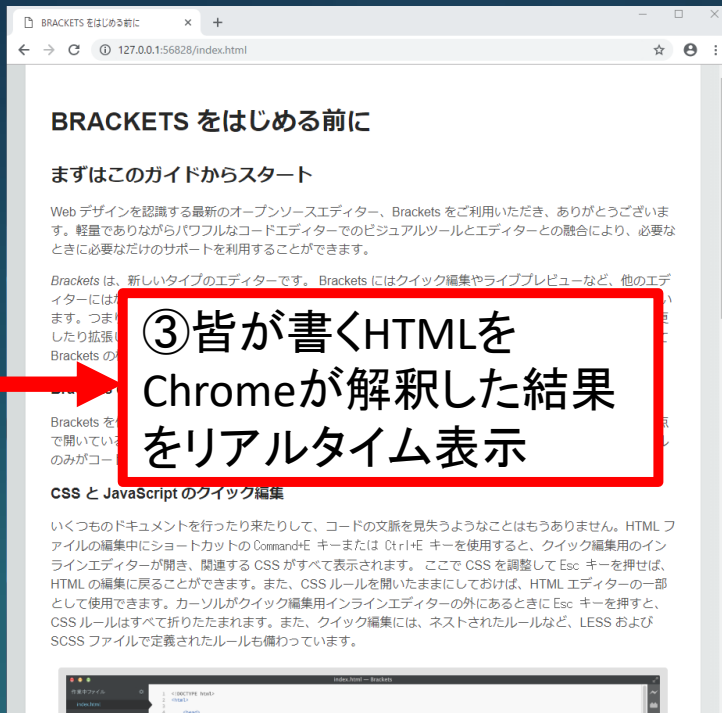 BRACKETS をはじめる前に
127.0.0.1:56828/index.html
BRACKETS をはじめる前に
まずはこのガイドからスタート
Web デザインを認識する最新のオープンソースエディター、Brackets をご利用いただき、ありがとうございま
す。軽量でありながらパワフルなコードエディターでのビジュアルツールとエディターとの融合により、必要な
ときに必要なだけのサポートを利用することができます。
Brackets は、新しいタイプのエディターです。 Brackets にはクイック編集やライブプレビューなど、他のエデ
ィターには
ます。つまり
したり拡張し
Brackets の
③皆が書くHTMLを
Chromeが解釈した結果
をリアルタイム表示
Brackets を
で開いている
のみがコー
CSS と JavaScript のクイック編集
いくつものドキュメントを行ったり来たりして、コードの文脈を見失うようなことはもうありません。HTML フ
ァイルの編集中にショートカットの Command+E キーまたは Ctrl+E キーを使用すると、クイック編集用のイン
ラインエディターが開き、関連する CSS がすべて表示されます。 ここで CSS を調整して Esc キーを押せば、
HTML の編集に戻ることができます。また、CSS ルールを開いたままにしておけば、HTML エディターの一部
として使用できます。カーソルがクイック編集用インラインエディターの外にあるときに Esc キーを押すと、
CSS ルールはすべて折りたたまれます。また、クイック編集には、ネストされたルールなど、LESS および
SCSS ファイルで定義されたルールも備わっています。
index.html — Brackets
作業中ファイル
index.html
1 <!DOCTYPE html>
2 <html>
3
4 <head>